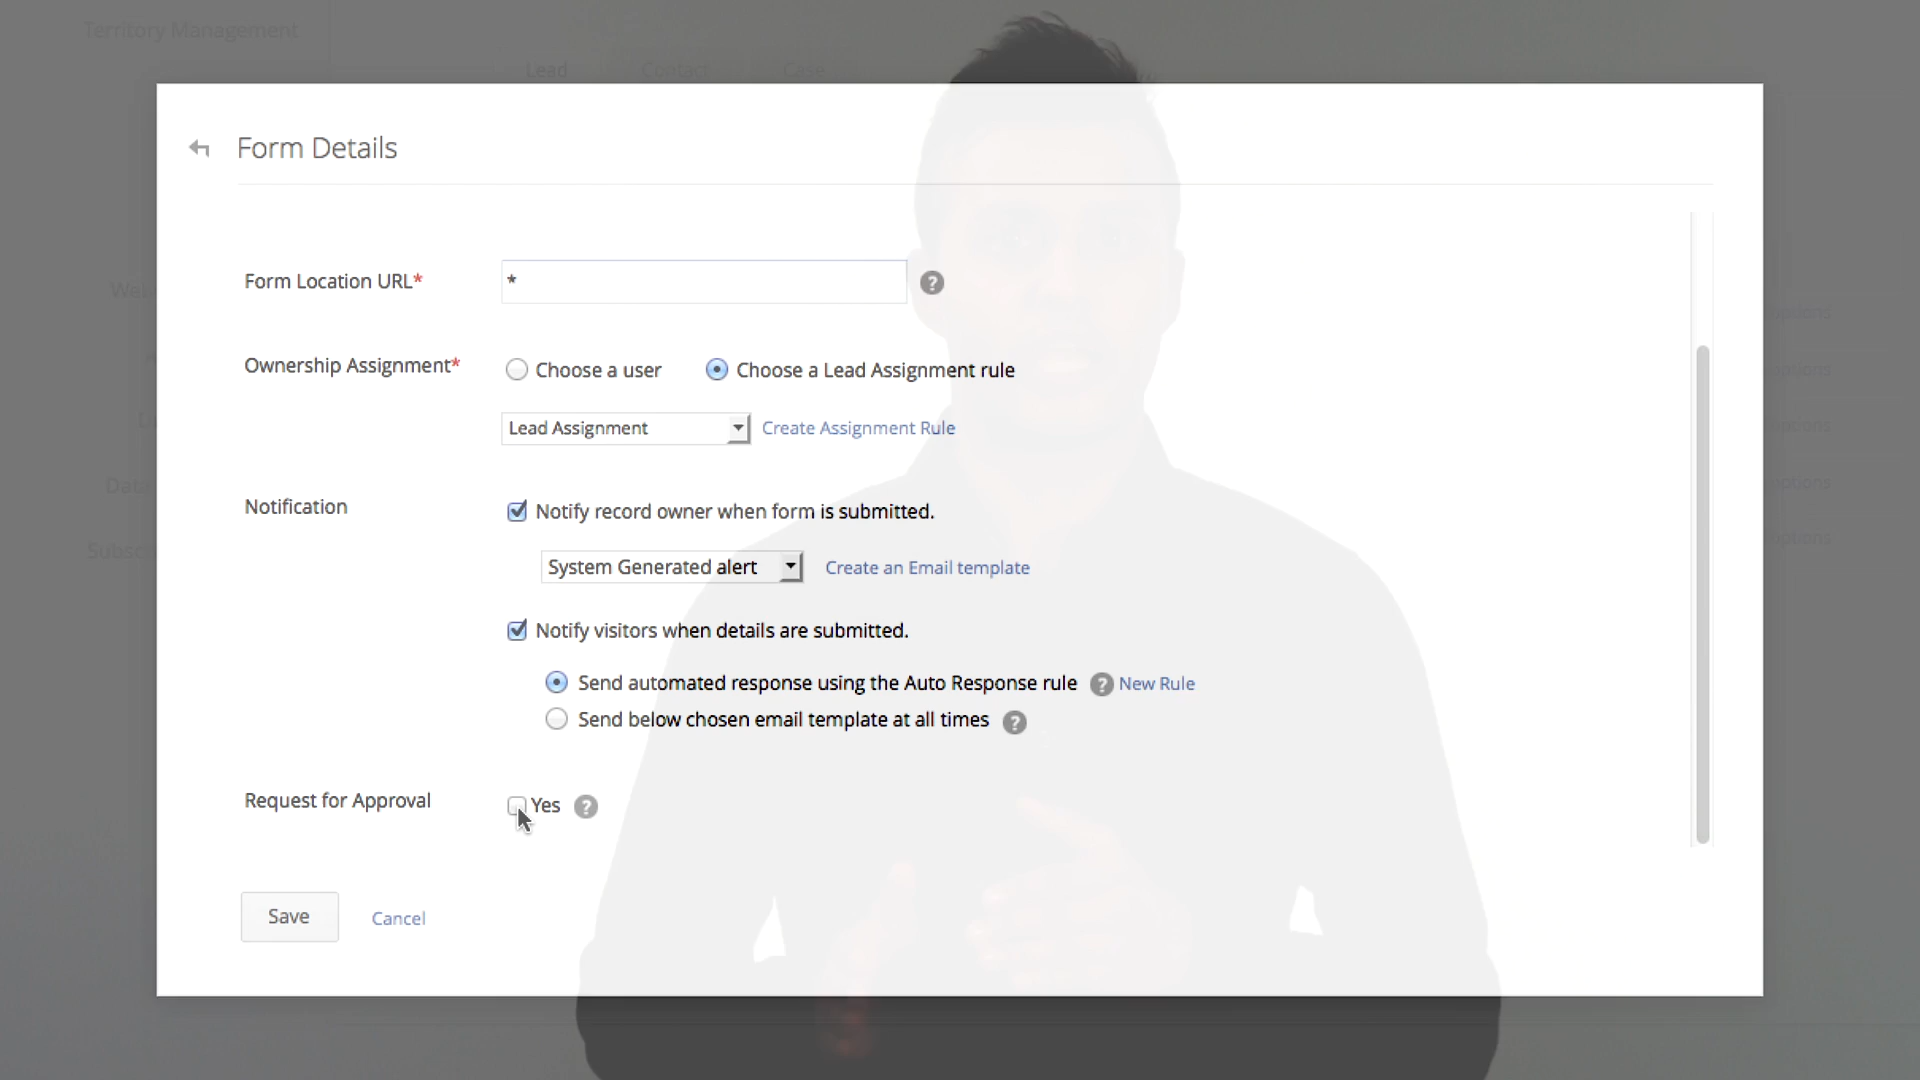 Territory Management
Lead Contact Case
Form Details
Form Location URL* * ?
Ownership Assignment* Choose a user Choose a Lead Assignment rule
Lead Assignment Create Assignment Rule
Notification Notify record owner when form is submitted.
System Generated alert Create an Email template
Notify visitors when details are submitted.
Send automated response using the Auto Response rule ? New Rule
Send below chosen email template at all times ?
Request for Approval Yes ?
Save Cancel